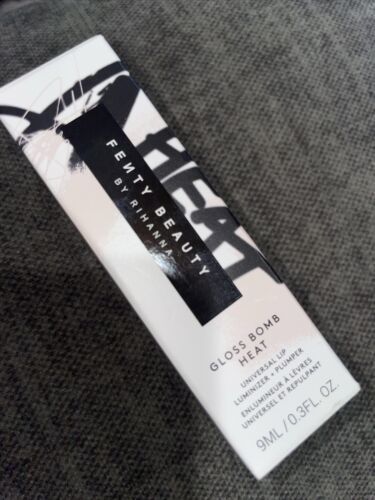 HEAT
FEИTY BEAUTY
BY RIHANNA
GLOSS BOMB
HEAT
UNIVERSAL LIP
LUMINIZER + PLUMPER
ENLUMINEUR À LÈVRES
UNIVERSEL ET REPULPANT
9ML / 0.3FL. OZ.